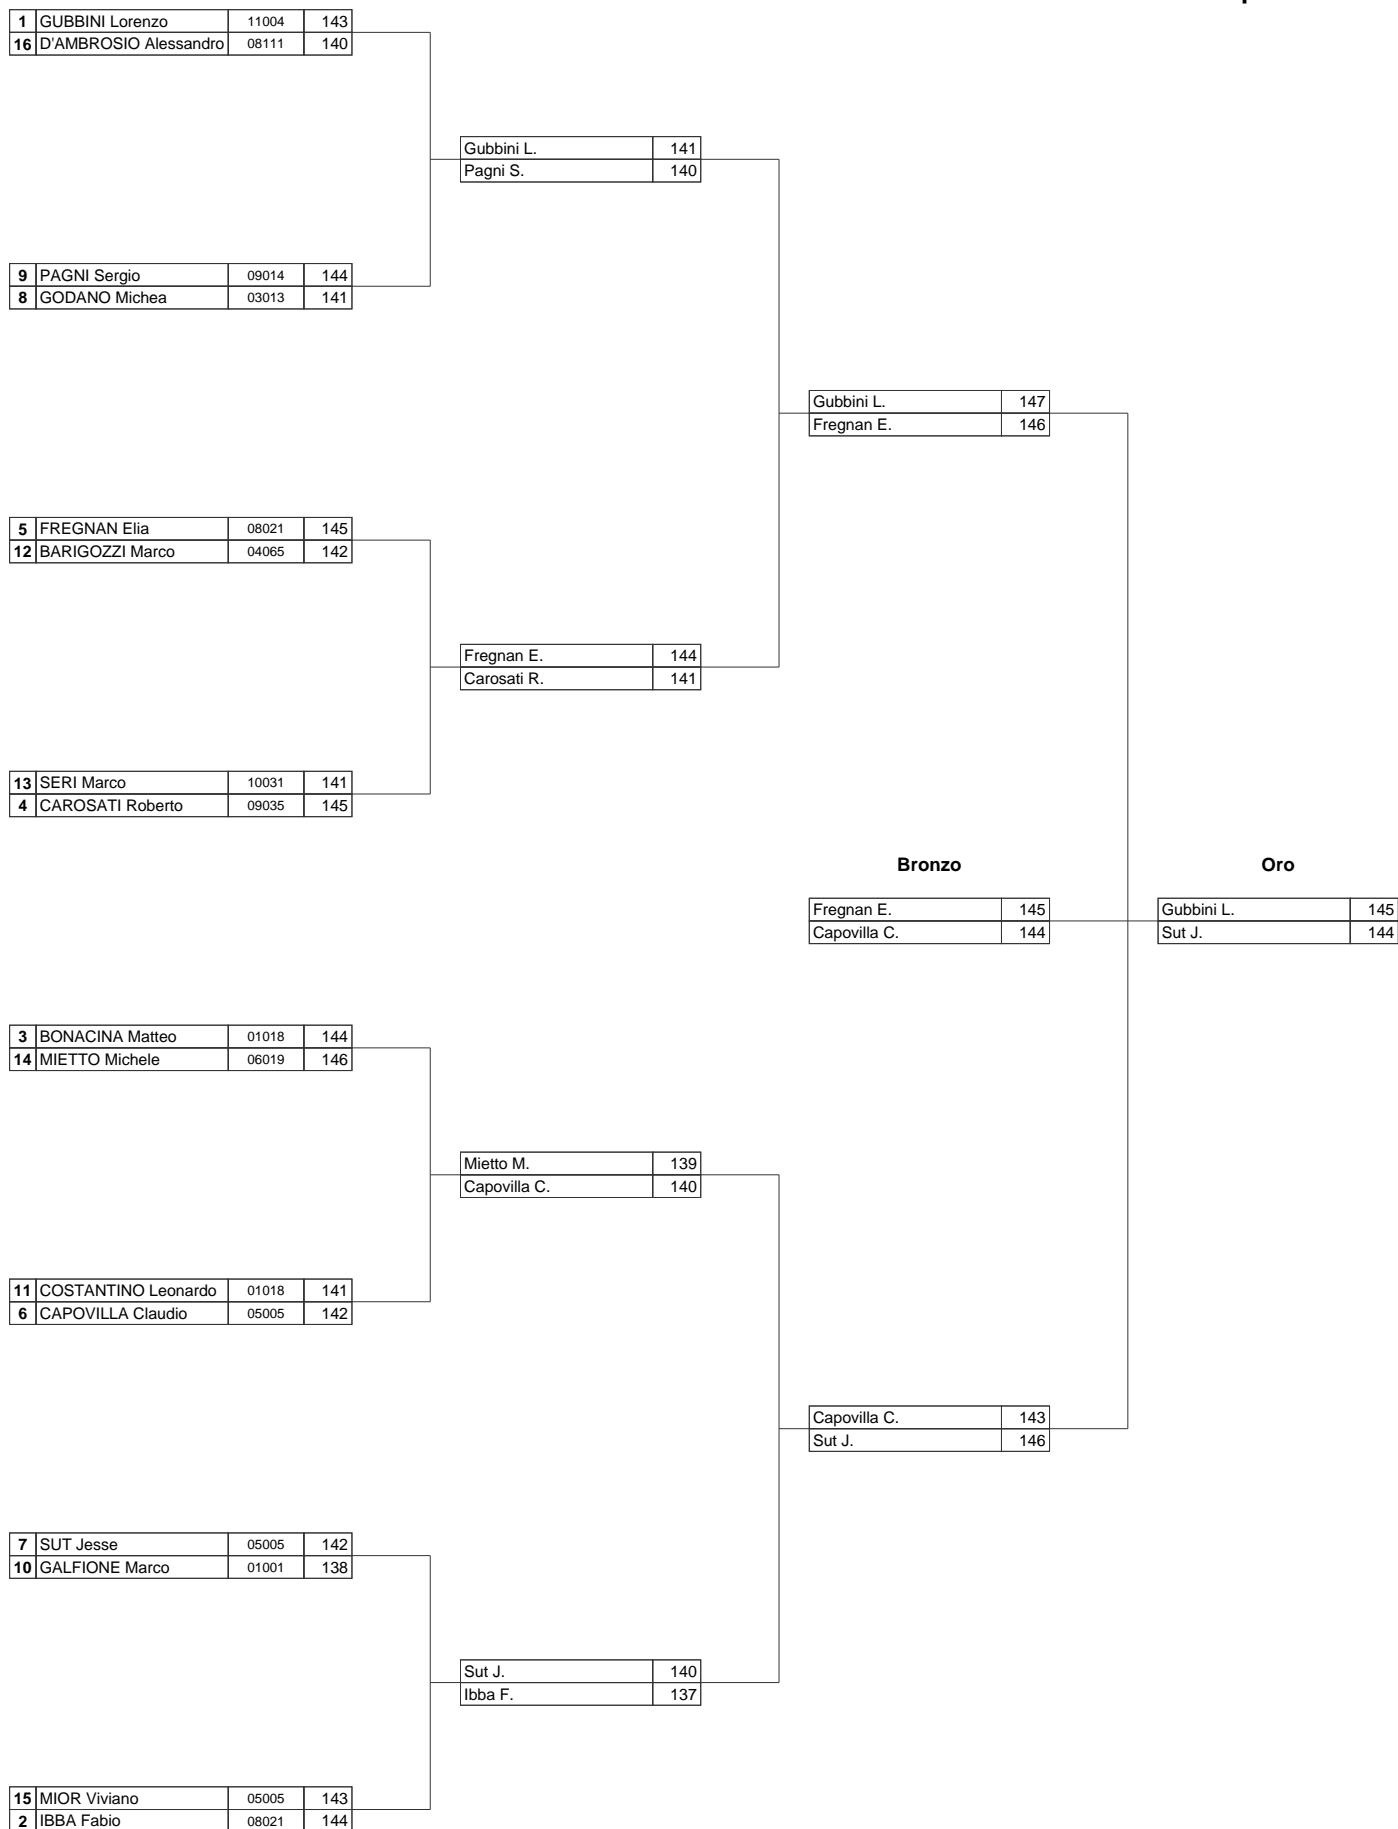 1 GUBBINI Lorenzo 11004 143
16 D'AMBROSIO Alessandro 08111 140
Gubbini L. 141
Pagni S. 140
9 PAGNI Sergio 09014 144
8 GODANO Michea 03013 141
Gubbini L. 147
Fregnan E. 146
5 FREGNAN Elia 08021 145
12 BARIGOZZI Marco 04065 142
Fregnan E. 144
Carosati R. 141
13 SERI Marco 10031 141
4 CAROSATI Roberto 09035 145
Bronzo Oro
Fregnan E. 145 Gubbini L. 145
Capovilla C. 144 Sut J. 144
3 BONACINA Matteo 01018 144
14 MIETTO Michele 06019 146
Mietto M. 139
Capovilla C. 140
11 COSTANTINO Leonardo 01018 141
6 CAPOVILLA Claudio 05005 142
Capovilla C. 143
Sut J. 146
7 SUT Jesse 05005 142
10 GALFIONE Marco 01001 138
Sut J. 140
Ibba F. 137
15 MIOR Viviano 05005 143
2 IBBA Fabio 08021 144